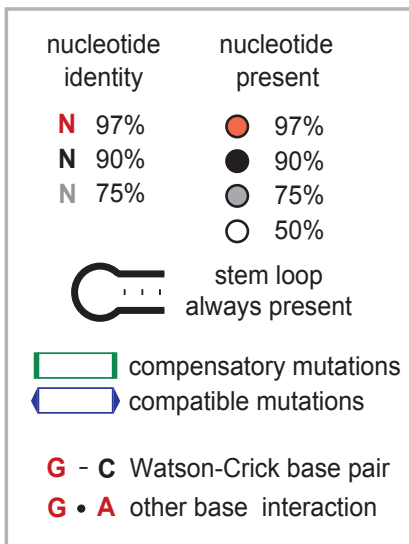 nucleotide identity
N 97%
N 90%
N 75%
nucleotide present
97%
90%
75%
50%
stem loop
always present
compensatory mutations
compatible mutations
G - C Watson-Crick base pair
G • A other base interaction